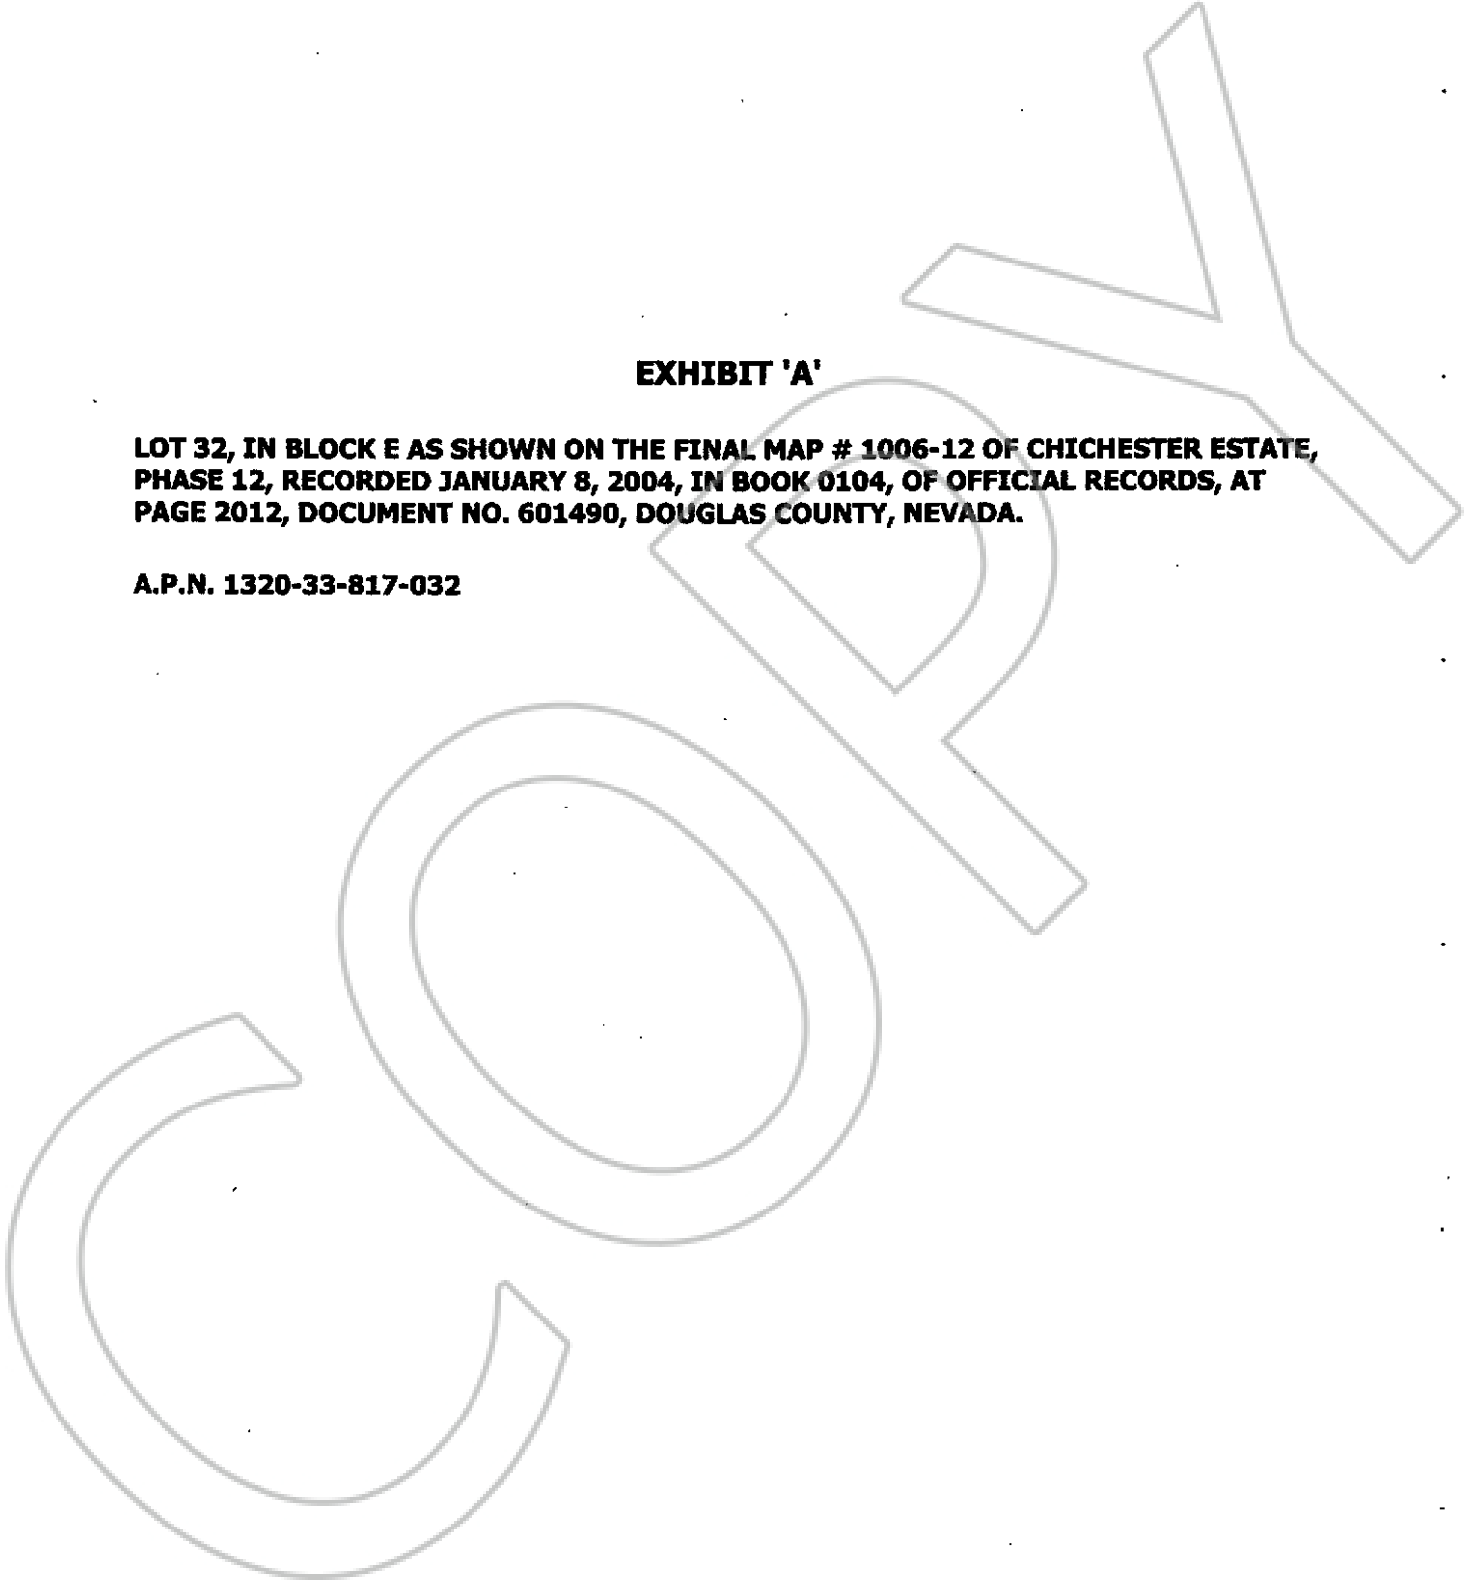 EXHIBIT 'A'
LOT 32, IN BLOCK E AS SHOWN ON THE FINAL MAP # 1006-12 OF CHICHESTER ESTATE,
PHASE 12, RECORDED JANUARY 8, 2004, IN BOOK 0104, OF OFFICIAL RECORDS, AT
PAGE 2012, DOCUMENT NO. 601490, DOUGLAS COUNTY, NEVADA.
A.P.N. 1320-33-817-032
COPY